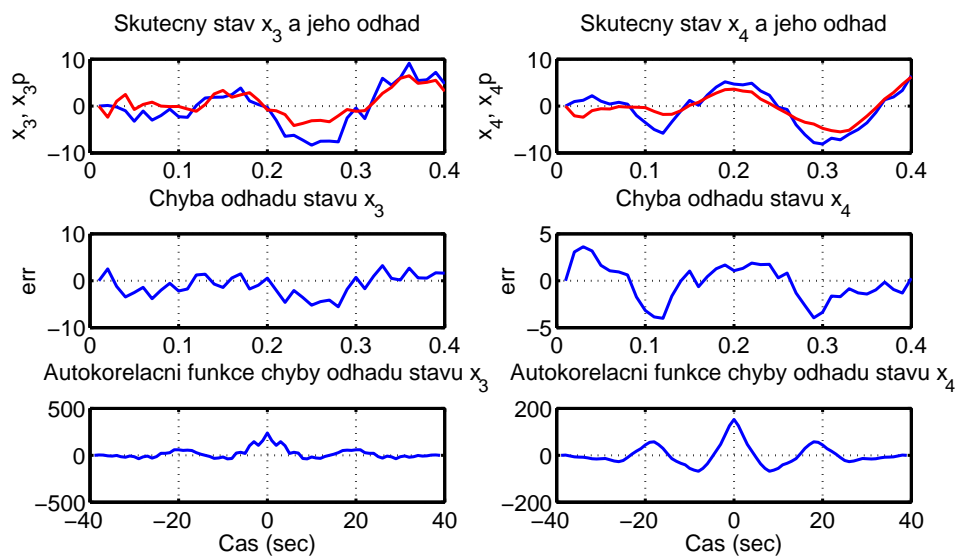 Skutecny stav x3 a jeho odhad
x3, x3p
10
0
−10
0 0.1 0.2 0.3 0.4
Chyba odhadu stavu x3
err
10
0
−10
0 0.1 0.2 0.3 0.4
Autokorelacni funkce chyby odhadu stavu x3
500
0
−500
−40 −20 0 20 40
Cas (sec)
Skutecny stav x4 a jeho odhad
x4, x4p
10
0
−10
0 0.1 0.2 0.3 0.4
Chyba odhadu stavu x4
err
5
0
−5
0 0.1 0.2 0.3 0.4
Autokorelacni funkce chyby odhadu stavu x4
200
0
−200
−40 −20 0 20 40
Cas (sec)